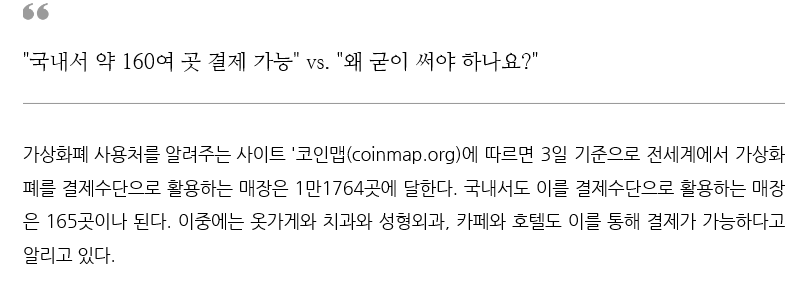 "국내서 약 160여 곳 결제 가능" vs. "왜 굳이 써야 하나요?"
가상화폐 사용처를 알려주는 사이트 '코인맵(coinmap.org)에 따르면 3일 기준으로 전세계에서 가상화
폐를 결제수단으로 활용하는 매장은 1만1764곳에 달한다. 국내서도 이를 결제수단으로 활용하는 매장
은 165곳이나 된다. 이중에는 옷가게와 치과와 성형외과, 카페와 호텔도 이를 통해 결제가 가능하다고
알리고 있다.